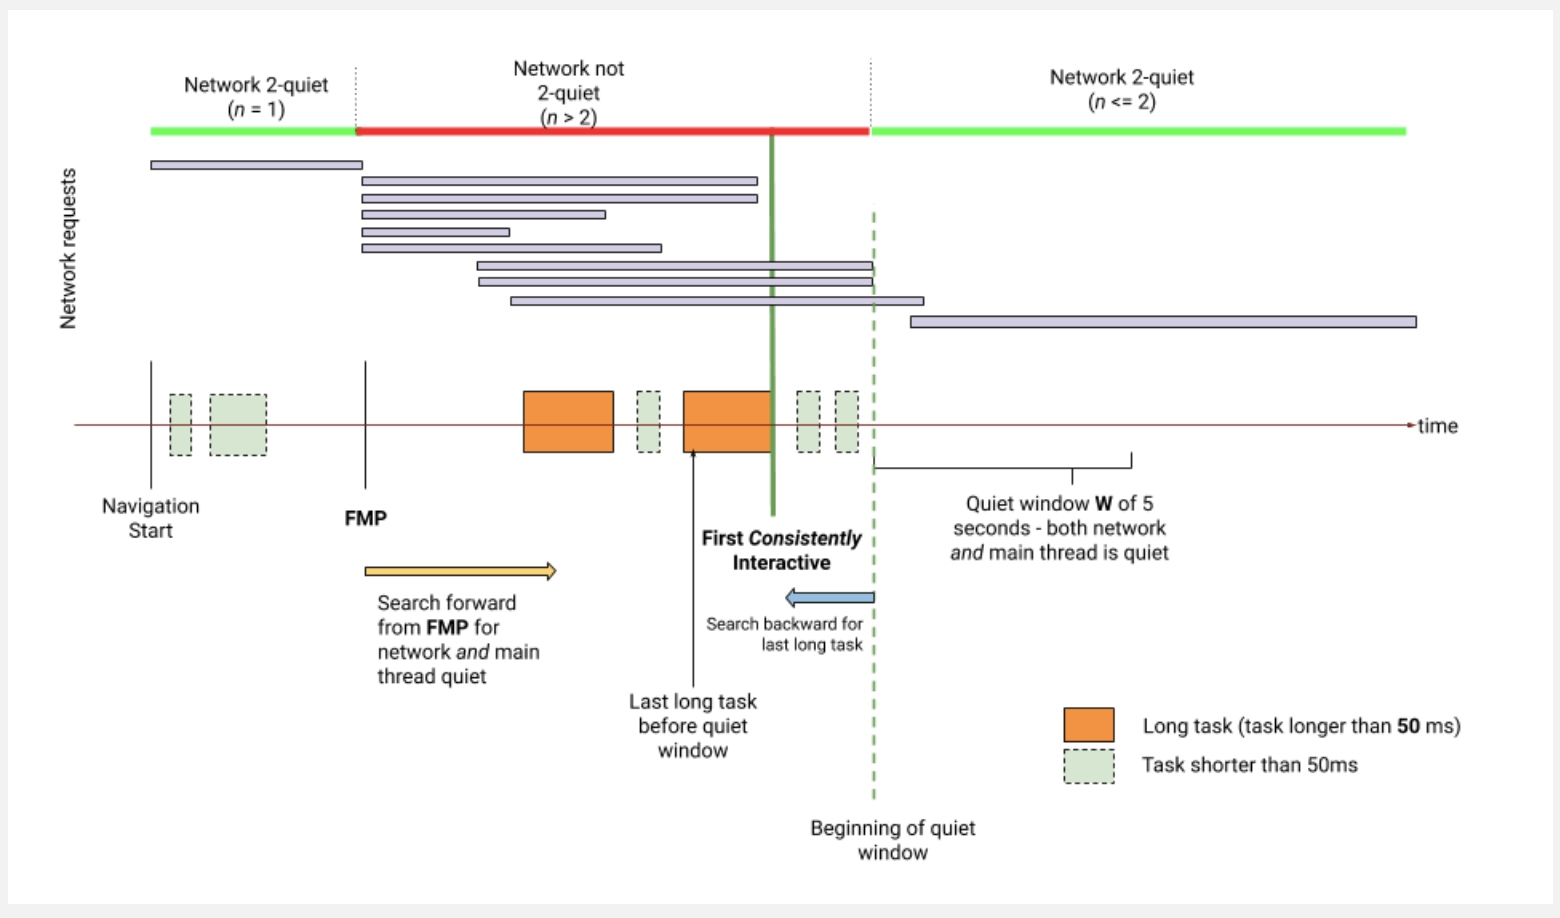 Network 2-quiet
(n = 1)
Network not
2-quiet
(n > 2)
Network 2-quiet
(n <= 2)
Network requests
time
Navigation
Start
FMP
First Consistently
Interactive
Quiet window W of 5
seconds - both network
and main thread is quiet
Search forward
from FMP for
network and main
thread quiet
Search backward for
last long task
Last long task
before quiet
window
Long task (task longer than 50 ms)
Task shorter than 50ms
Beginning of quiet
window